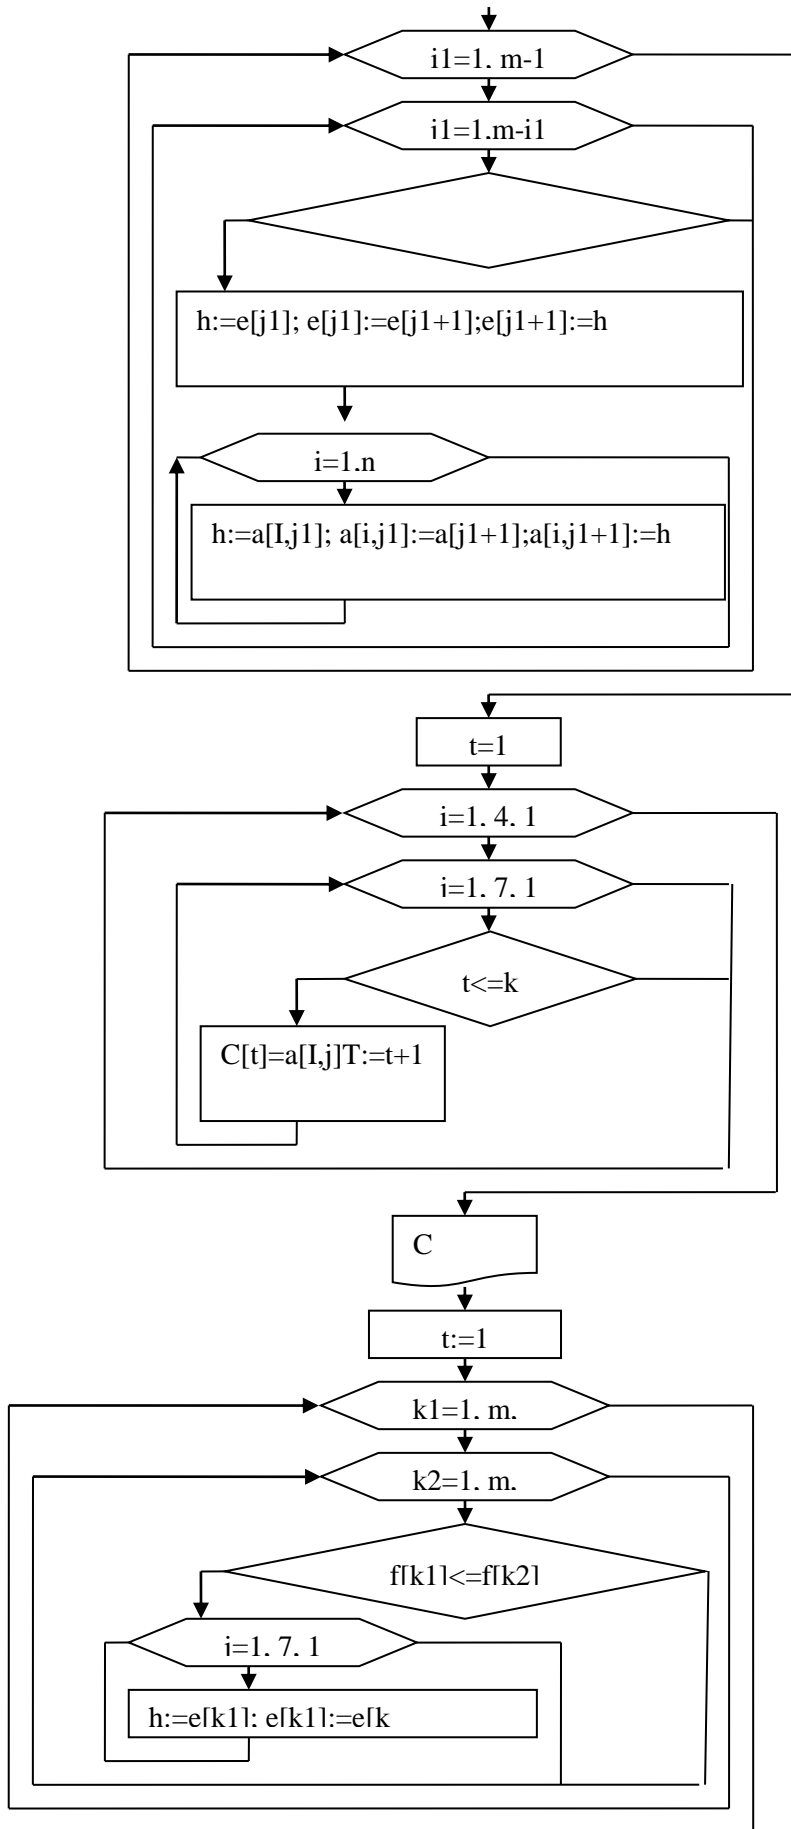 i1=1, m-1
j1=1,m-i1
h:=e[j1]; e[j1]:=e[j1+1];e[j1+1]:=h
i=1,n
h:=a[I,j1]; a[i,j1]:=a[j1+1];a[i,j1+1]:=h
t=1
i=1, 4, 1
j=1, 7, 1
t<=k
C[t]=a[I,j]T:=t+1
C
t:=1
k1=1, m,
k2=1, m,
f[k1]<=f[k2]
j=1, 7, 1
h:=e[k1]; e[k1]:=e[k